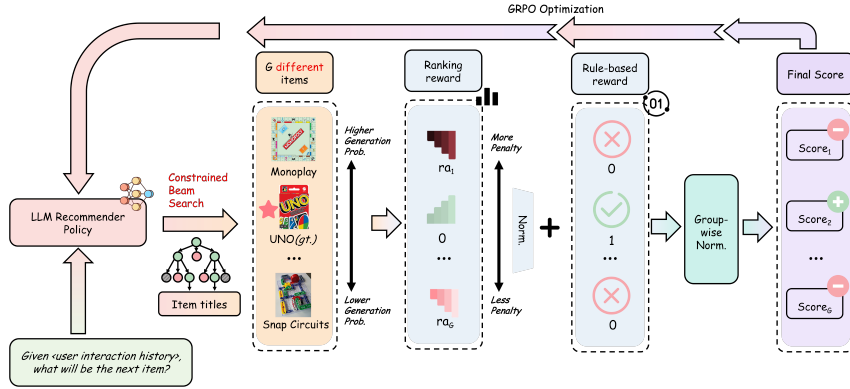 GRPO Optimization
G different
items
Ranking
reward
Rule-based
reward
01
Final Score
Higher
Generation
Prob.
More
Penalty
Monoplay
ra1
0
Score1
Constrained
Beam
Search
LLM Recommender
Policy
UNO
UNO(gt.)
0
Norm.
1
Score2
Group-
wise
Norm.
...
...
...
...
Item titles
Lower
Generation
Prob.
Less
Penalty
Snap Circuits
raG
0
ScoreG
Given <user interaction history>,
what will be the next item?